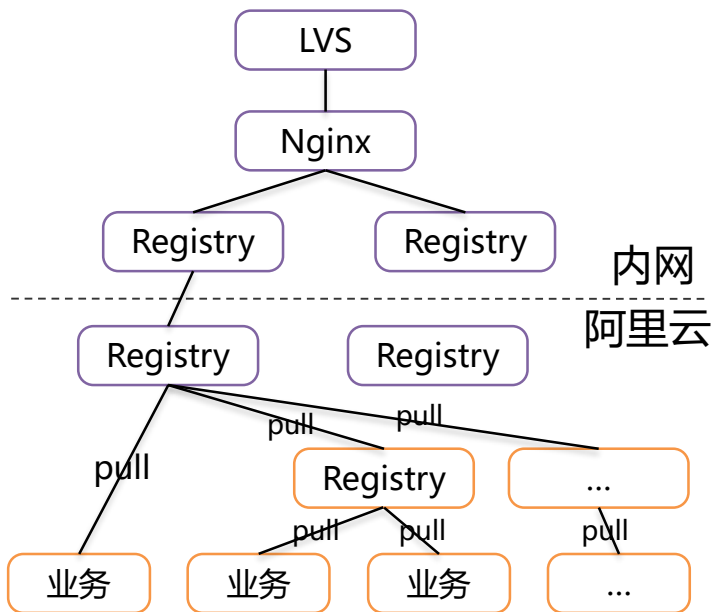 LVS
Nginx
Registry
Registry
内网
阿里云
Registry
Registry
pull
pull
pull
Registry
...
pull
pull
pull
业务
业务
业务
...